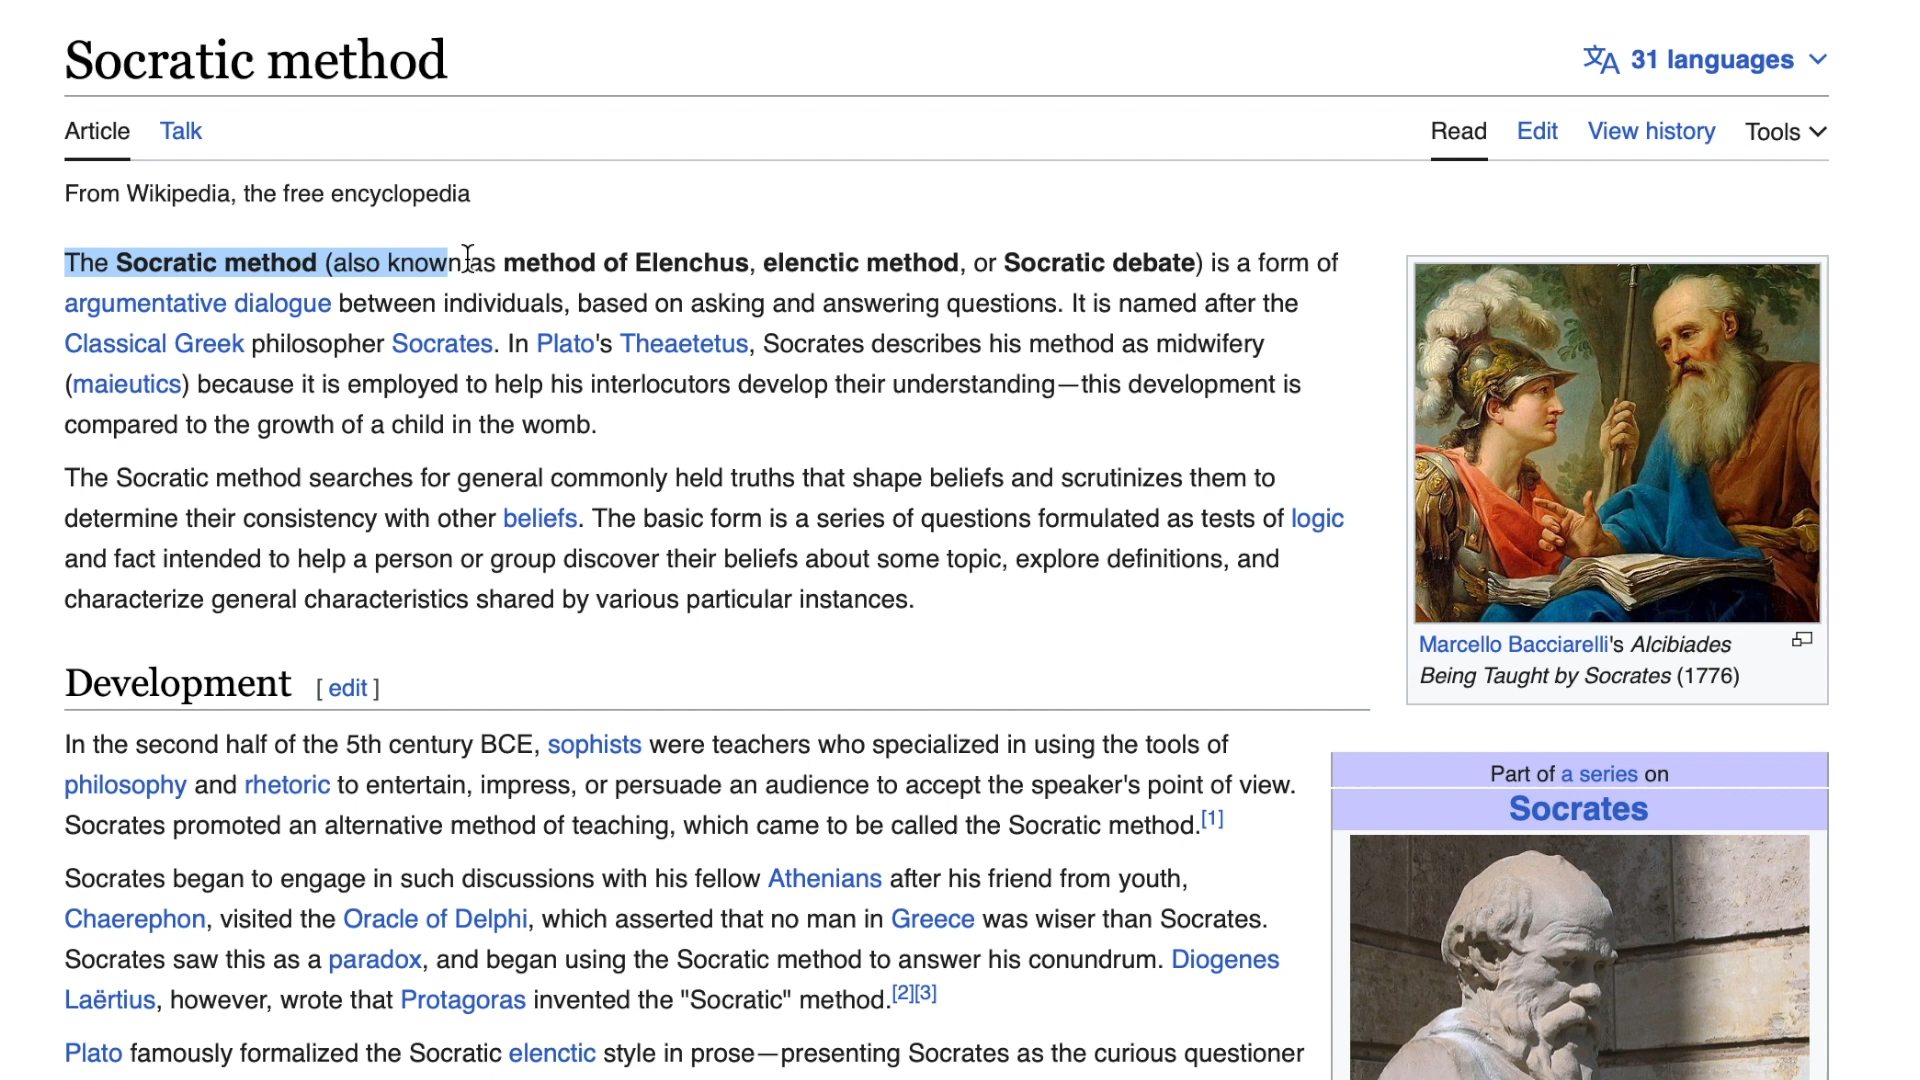 Socratic method
31 languages
Article Talk
Read Edit View history Tools
From Wikipedia, the free encyclopedia
The Socratic method (also known as method of Elenchus, elenctic method, or Socratic debate) is a form of
argumentative dialogue between individuals, based on asking and answering questions. It is named after the
Classical Greek philosopher Socrates. In Plato's Theaetetus, Socrates describes his method as midwifery
(maieutics) because it is employed to help his interlocutors develop their understanding—this development is
compared to the growth of a child in the womb.
The Socratic method searches for general commonly held truths that shape beliefs and scrutinizes them to
determine their consistency with other beliefs. The basic form is a series of questions formulated as tests of logic
and fact intended to help a person or group discover their beliefs about some topic, explore definitions, and
characterize general characteristics shared by various particular instances.
Marcello Bacciarelli's Alcibiades
Being Taught by Socrates (1776)
Development [ edit ]
In the second half of the 5th century BCE, sophists were teachers who specialized in using the tools of
philosophy and rhetoric to entertain, impress, or persuade an audience to accept the speaker's point of view.
Socrates promoted an alternative method of teaching, which came to be called the Socratic method.[1]
Socrates began to engage in such discussions with his fellow Athenians after his friend from youth,
Chaerephon, visited the Oracle of Delphi, which asserted that no man in Greece was wiser than Socrates.
Socrates saw this as a paradox, and began using the Socratic method to answer his conundrum. Diogenes
Laërtius, however, wrote that Protagoras invented the "Socratic" method.[2][3]
Plato famously formalized the Socratic elenctic style in prose—presenting Socrates as the curious questioner
Part of a series on
Socrates